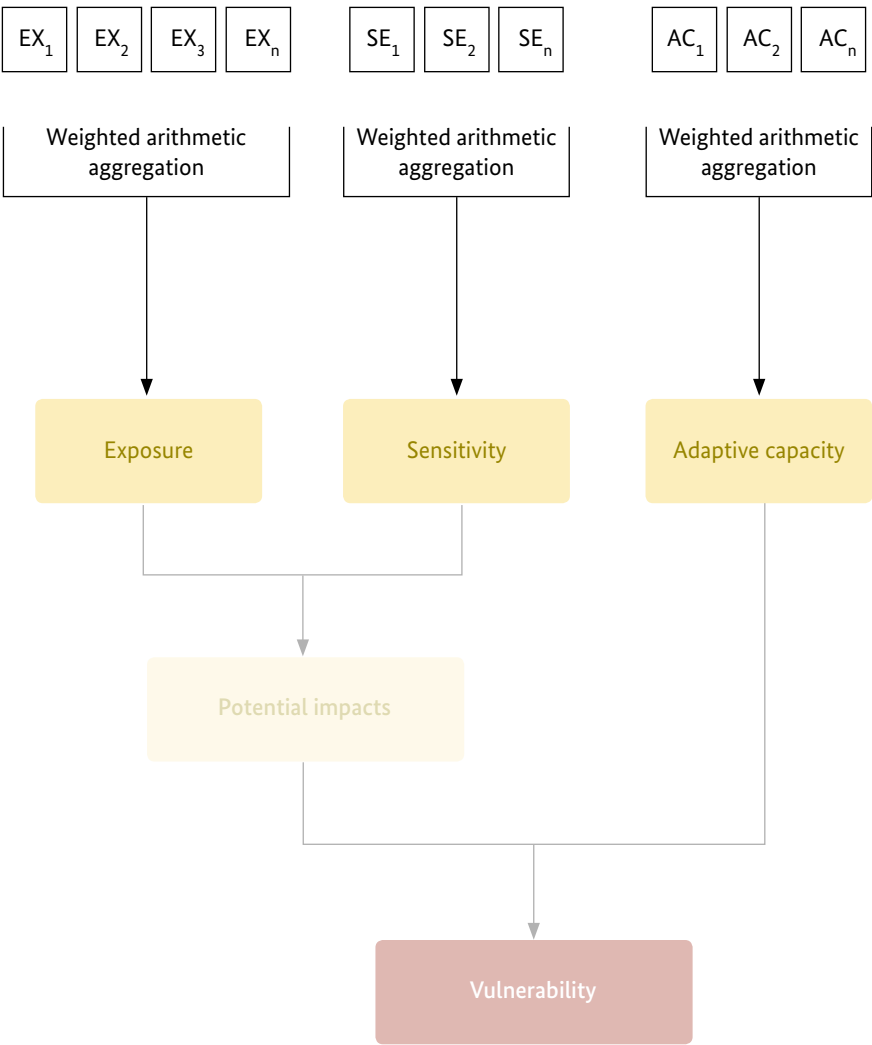 EX₁ EX₂ EX₃ EXₙ SE₁ SE₂ SEₙ AC₁ AC₂ ACₙ
Weighted arithmetic
aggregation
Weighted arithmetic
aggregation
Weighted arithmetic
aggregation
Exposure
Sensitivity
Adaptive capacity
Potential impacts
Vulnerability